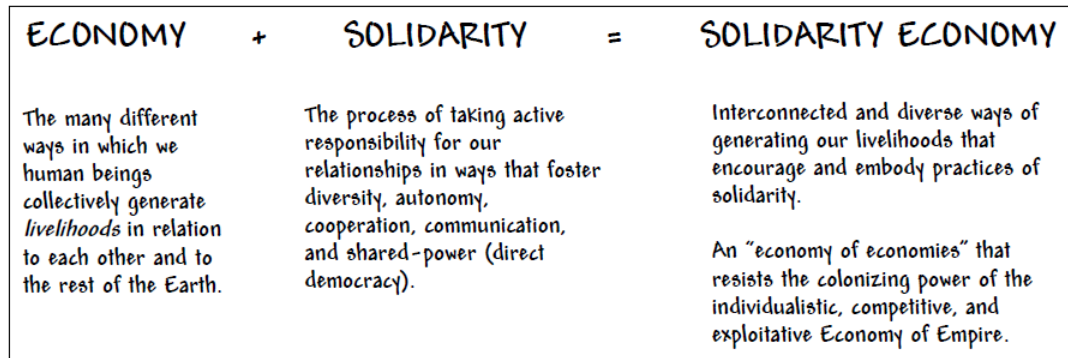 ECONOMY + SOLIDARITY = SOLIDARITY ECONOMY
The many different
ways in which we
human beings
collectively generate
livelihoods in relation
to each other and to
the rest of the Earth.
The process of taking active
responsibility for our
relationships in ways that foster
diversity, autonomy,
cooperation, communication,
and shared-power (direct
democracy).
Interconnected and diverse ways of
generating our livelihoods that
encourage and embody practices of
solidarity.
An “economy of economies” that
resists the colonizing power of the
individualistic, competitive, and
exploitative Economy of Empire.